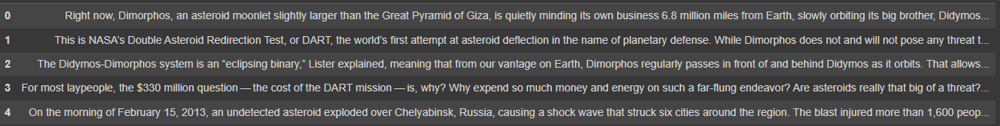 0 Right now, Dimorphos, an asteroid moonlet slightly larger than the Great Pyramid of Giza, is quietly minding its own business 6.8 million miles from Earth, slowly orbiting its big brother, Didymos...
1 This is NASA's Double Asteroid Redirection Test, or DART, the world's first attempt at asteroid deflection in the name of planetary defense. While Dimorphos does not and will not pose any threat t...
2 The Didymos-Dimorphos system is an “eclipsing binary,” Lister explained, meaning that from our vantage on Earth, Dimorphos regularly passes in front of and behind Didymos as it orbits. That allows...
3 For most laypeople, the $330 million question — the cost of the DART mission — is, why? Why expend so much money and energy on such a far-flung endeavor? Are asteroids really that big of a threat?...
4 On the morning of February 15, 2013, an undetected asteroid exploded over Chelyabinsk, Russia, causing a shock wave that struck six cities around the region. The blast injured more than 1,600 peop...